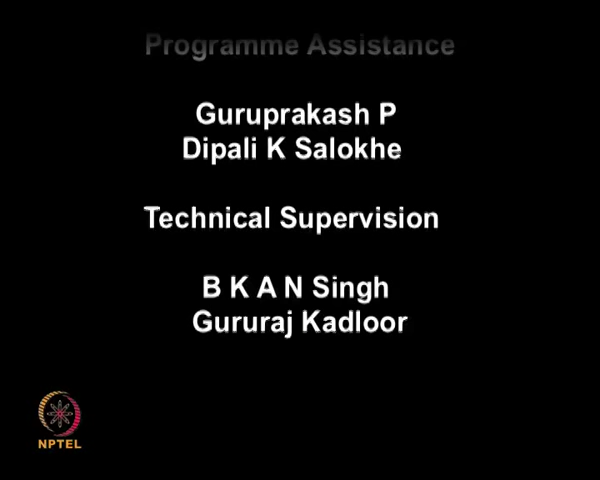 Programme Assistance
Guruprakash P
Dipali K Salokhe
Technical Supervision
B K A N Singh
Gururaj Kadloor
NPTEL